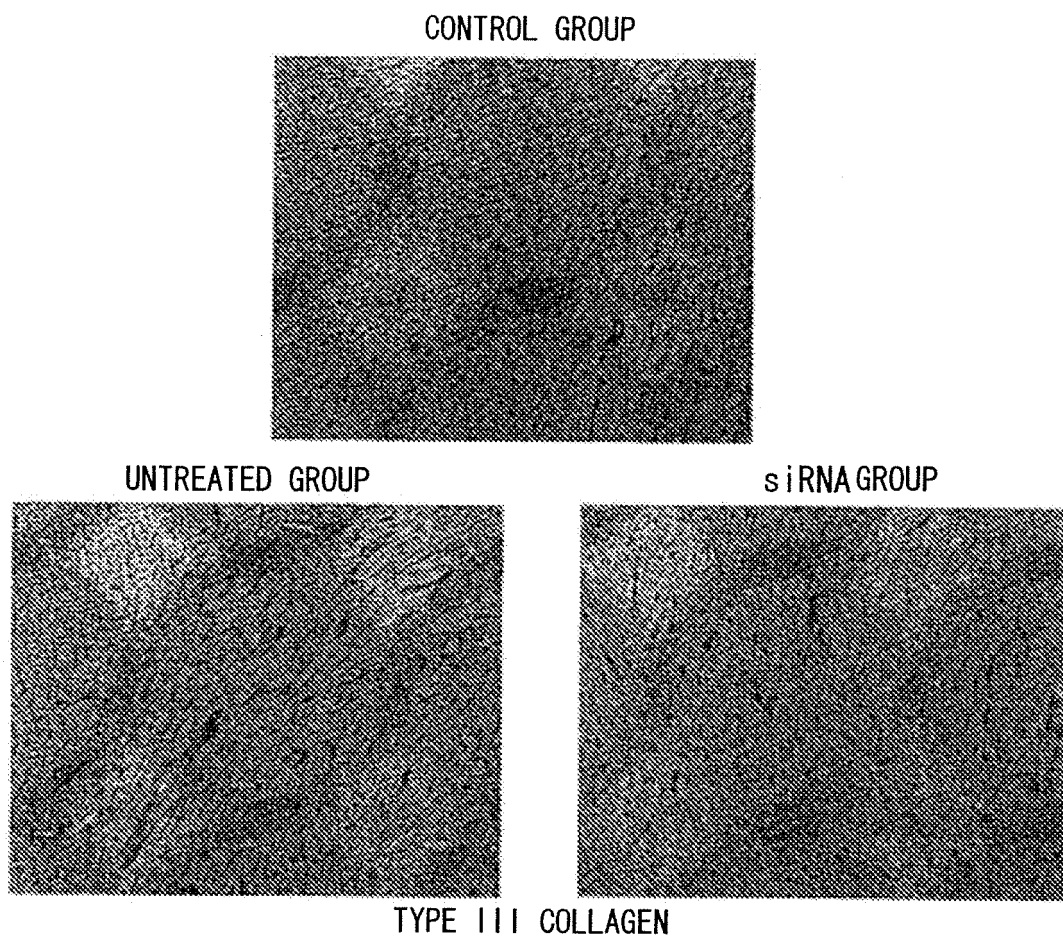 CONTROL GROUP
UNTREATED GROUP
siRNA GROUP
TYPE III COLLAGEN